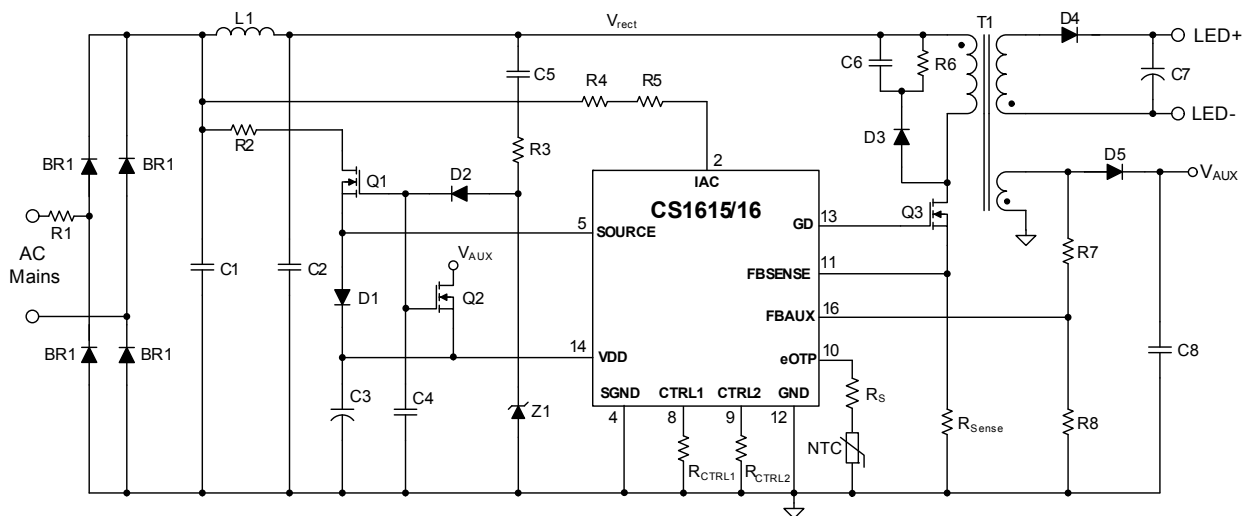 L1
V_rect
T1
D4
LED+
C6
R6
C7
C5
R4
R5
LED-
R2
R3
D3
BR1
BR1
D2
2
D5
Q1
IAC
CS1615/16
V_AUX
R1
5
SOURCE
GD
13
Q3
AC
Mains
V_AUX
R7
C1
C2
D1
Q2
FBSENSE
11
FBAUX
16
BR1
BR1
14
VDD
eOTP
10
C8
C3
C4
Z1
SGND
CTRL1
CTRL2
GND
R_S
4
8
9
12
R_Sense
R8
NTC
R_CTRL1
R_CTRL2